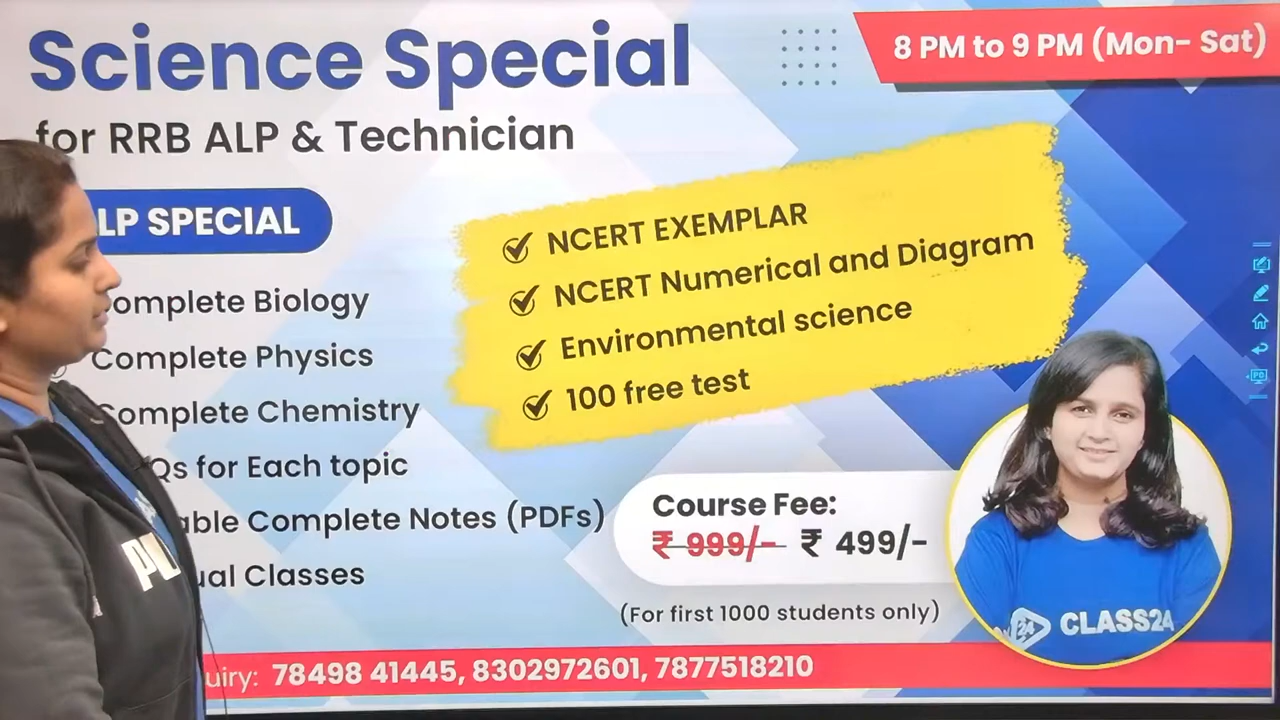 Science Special
for RRB ALP & Technician
8 PM to 9 PM (Mon- Sat)
LP SPECIAL
omplete Biology
Complete Physics
Complete Chemistry
Qs for Each topic
able Complete Notes (PDFs)
ual Classes
NCERT EXEMPLAR
NCERT Numerical and Diagram
Environmental science
100 free test
Course Fee:
₹ 999/- ₹ 499/-
(For first 1000 students only)
24 CLASS24
uiry: 78498 41445, 8302972601, 7877518210